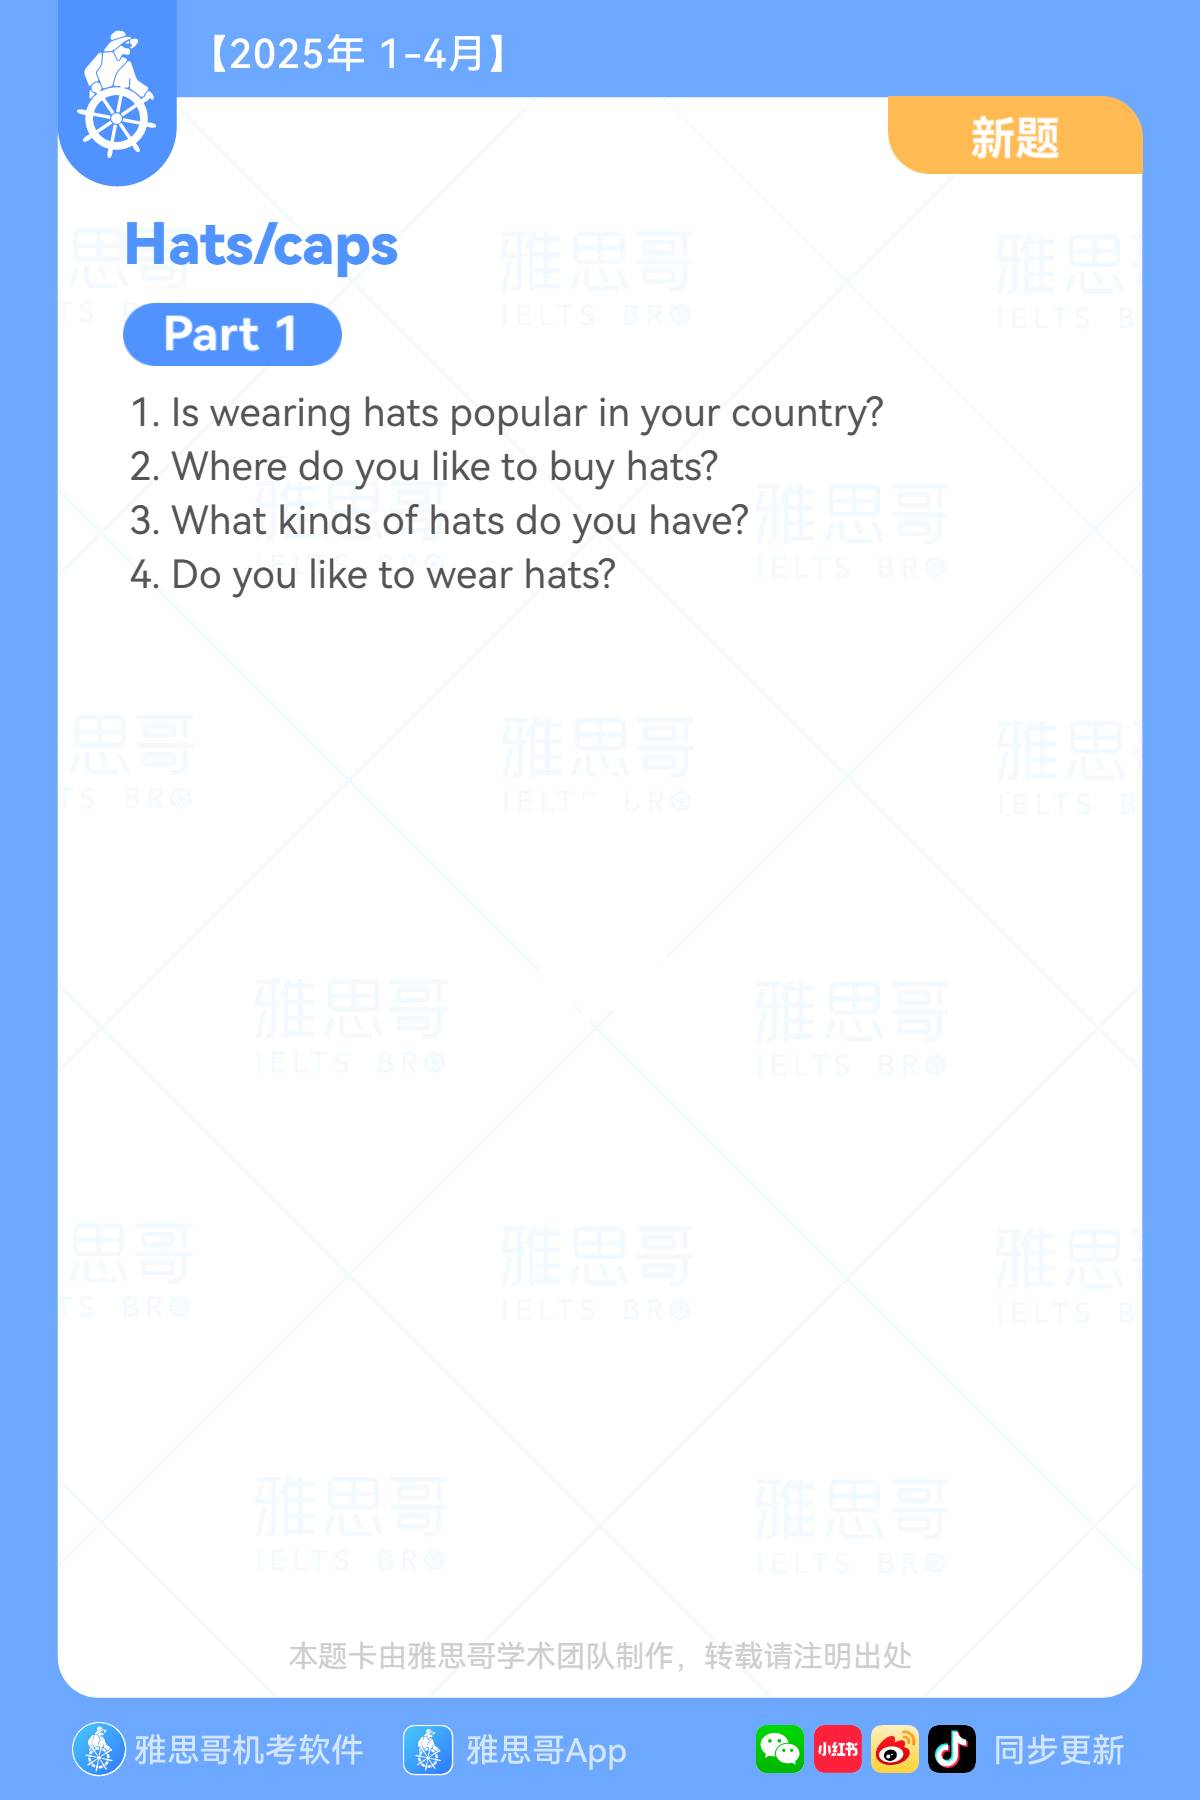 【2025年 1-4月】
新题
Hats/caps
Part 1
1. Is wearing hats popular in your country?
2. Where do you like to buy hats?
3. What kinds of hats do you have?
4. Do you like to wear hats?
雅思哥
IELTS BRO
本题卡由雅思哥学术团队制作，转载请注明出处
雅思哥机考软件
雅思哥App
小红书
同步更新